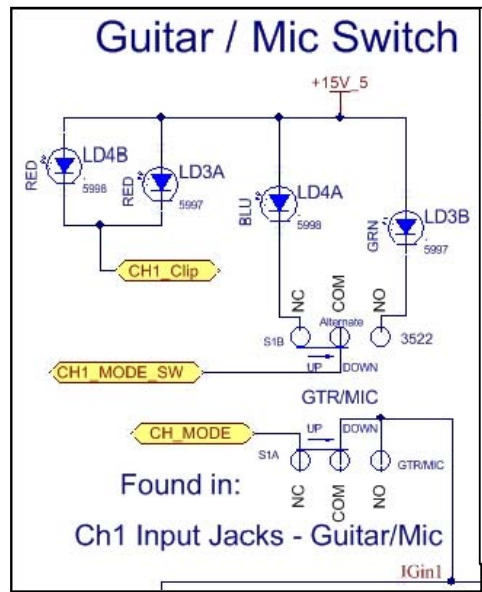 Guitar / Mic Switch
+15V_5
RED
LD4B
5998
RED
LD3A
5997
BLU
LD4A
5998
GRN
LD3B
5997
CH1_Clip
NC
COM
NO
Alternate
S1B
3522
CH1_MODE_SW
UP
DOWN
GTR/MIC
CH_MODE
UP
DOWN
S1A
GTR/MIC
NC
COM
NO
Found in:
Ch1 Input Jacks - Guitar/Mic
JGin1